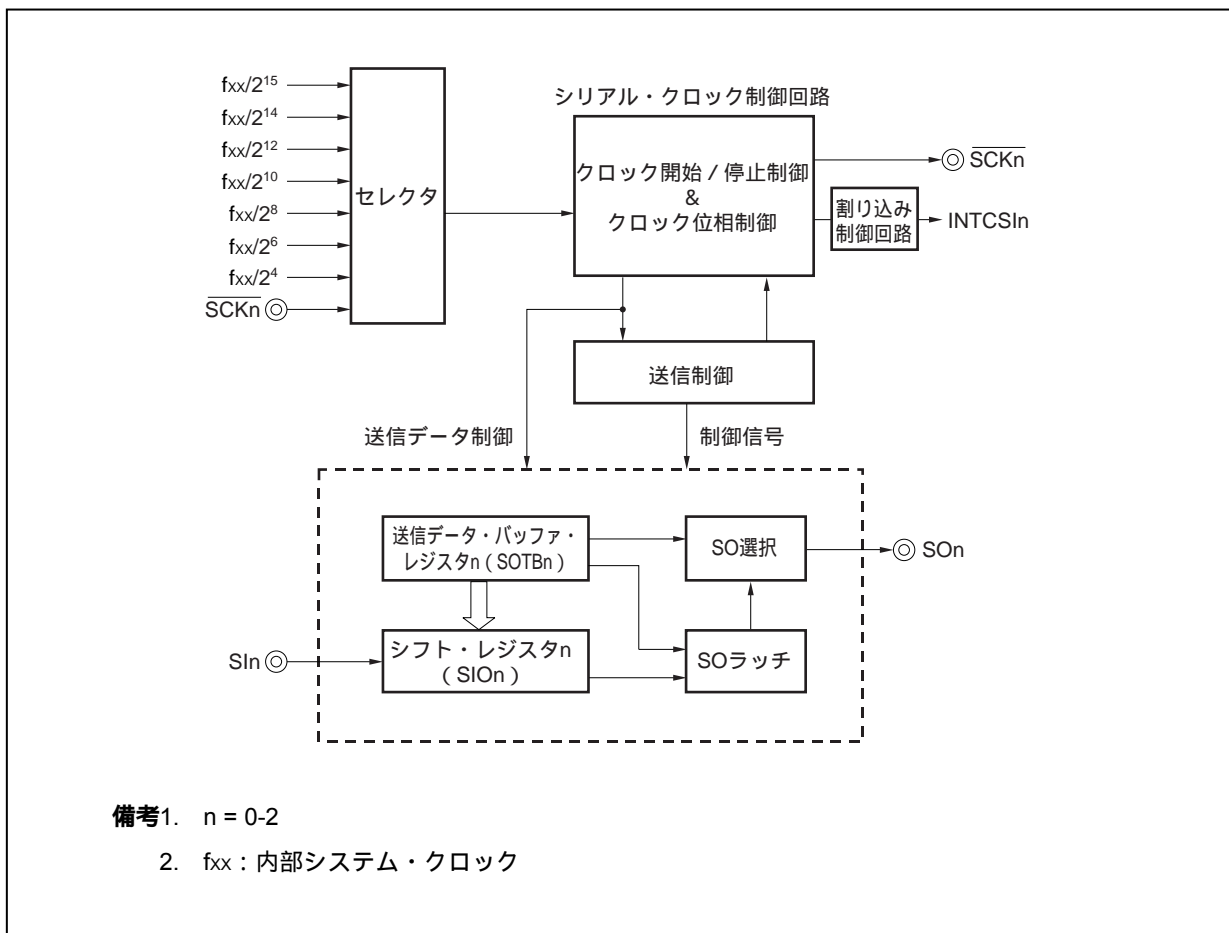 fxx/2¹⁵
fxx/2¹⁴
fxx/2¹²
fxx/2¹⁰
fxx/2⁸
fxx/2⁶
fxx/2⁴
SCKn
セレクタ
シリアル・クロック制御回路
クロック開始／停止制御
&
クロック位相制御
SCKn
割り込み
制御回路
INTCSIn
送信制御
送信データ制御
制御信号
送信データ・バッファ・
レジスタn（SOTBn）
SO選択
SOn
SIn
シフト・レジスタn
（SIOn）
SOラッチ
備考1. n = 0-2
2. fxx：内部システム・クロック